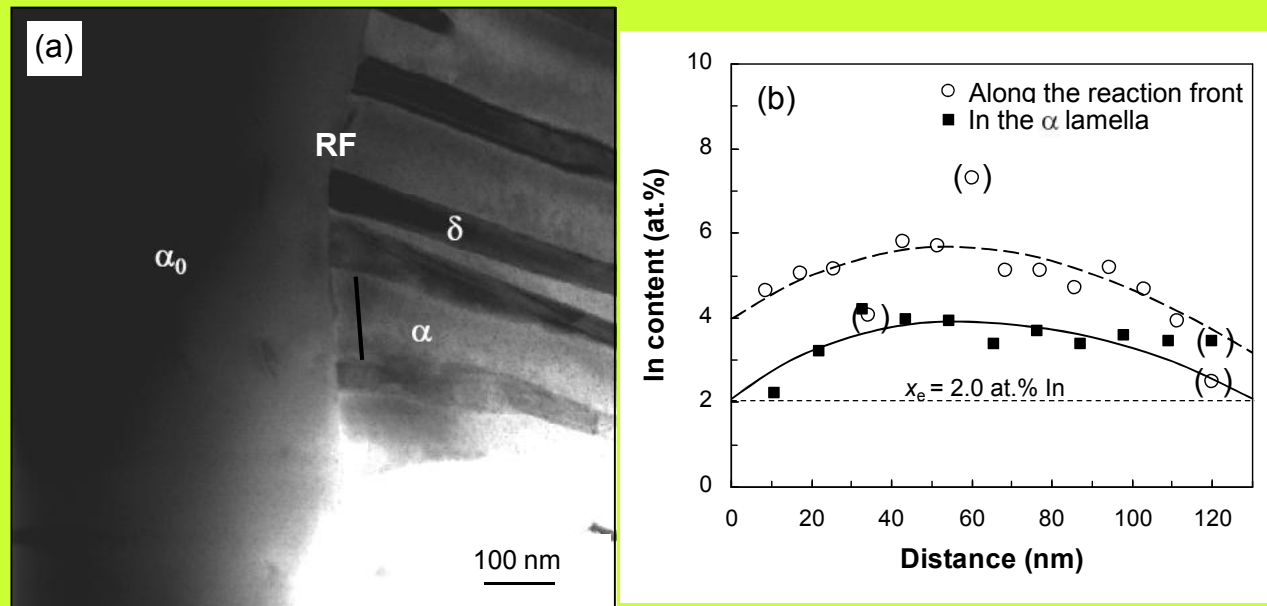 (a)
RF
δ
α₀
α
100 nm
(b)
Along the reaction front
In the α lamella
In content (at.%)
10
8
6
4
2
0
( )
( )
( )
( )
xₑ = 2.0 at.% In
0 20 40 60 80 100 120
Distance (nm)